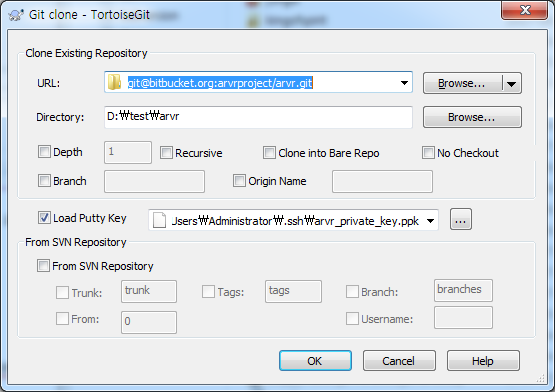 Git clone - TortoiseGit
Clone Existing Repository
URL: git@bitbucket.org:arvrproject/arvr.git Browse...
Directory: D:₩test₩arvr Browse...
Depth 1 Recursive Clone into Bare Repo No Checkout
Branch Origin Name
Load Putty Key Jsers₩Administrator₩.ssh₩arvr_private_key.ppk ...
From SVN Repository
From SVN Repository
Trunk: trunk Tags: tags Branch: branches
From: 0 Username:
OK Cancel Help